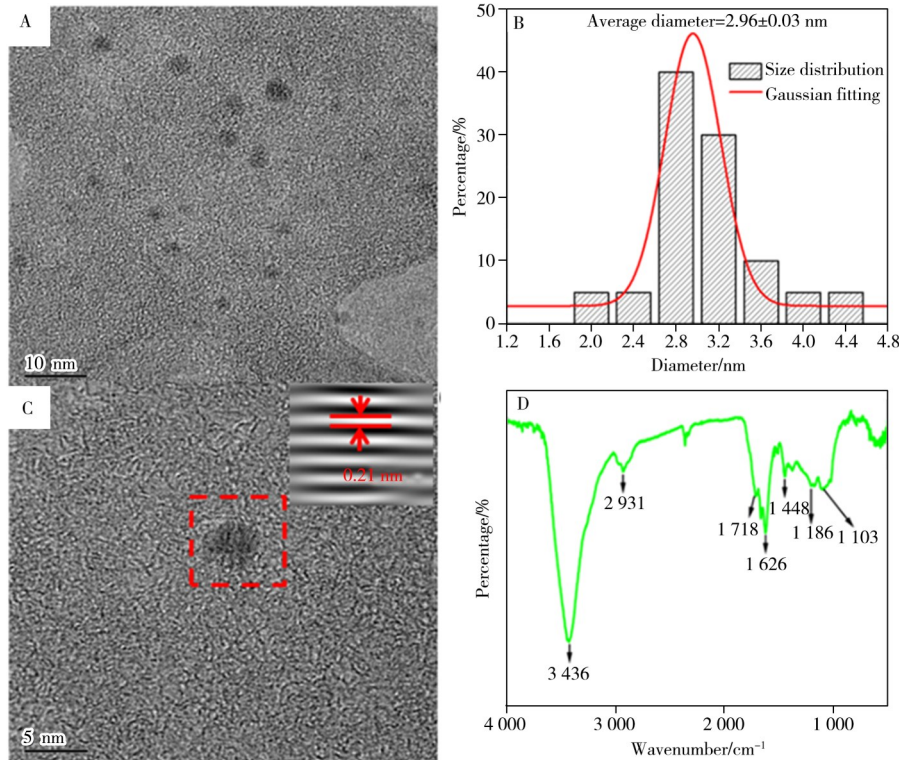 A
10 nm
B
Average diameter=2.96±0.03 nm
Size distribution
Gaussian fitting
Percentage/%
50
40
30
20
10
0
1.2 1.6 2.0 2.4 2.8 3.2 3.6 4.0 4.4 4.8
Diameter/nm
C
0.21 nm
5 nm
D
Percentage/%
2 931
1 718
1 448
1 186
1 103
1 626
3 436
4 000 3 000 2 000 1 000
Wavenumber/cm⁻¹